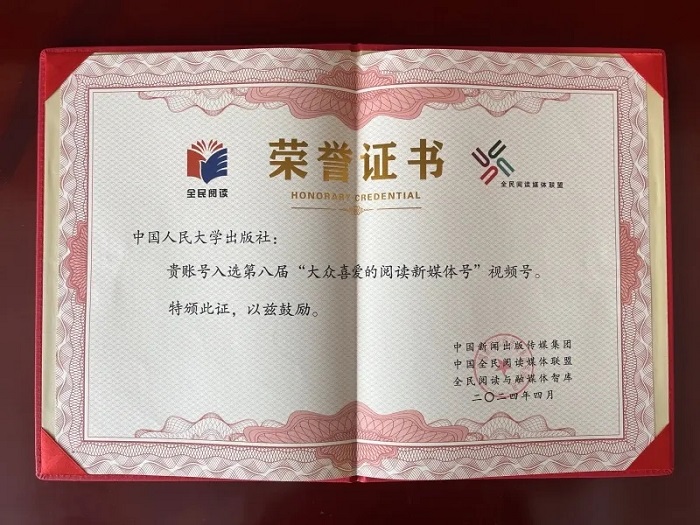 全民阅读
荣誉证书
HONORARY CREDENTIAL
全民阅读媒体联盟
中国人民大学出版社：
贵账号入选第八届“大众喜爱的阅读新媒体号”视频号。
特颁此证，以兹鼓励。
中国新闻出版传媒集团
中国全民阅读媒体联盟
全民阅读与融媒体智库
二〇二四年四月